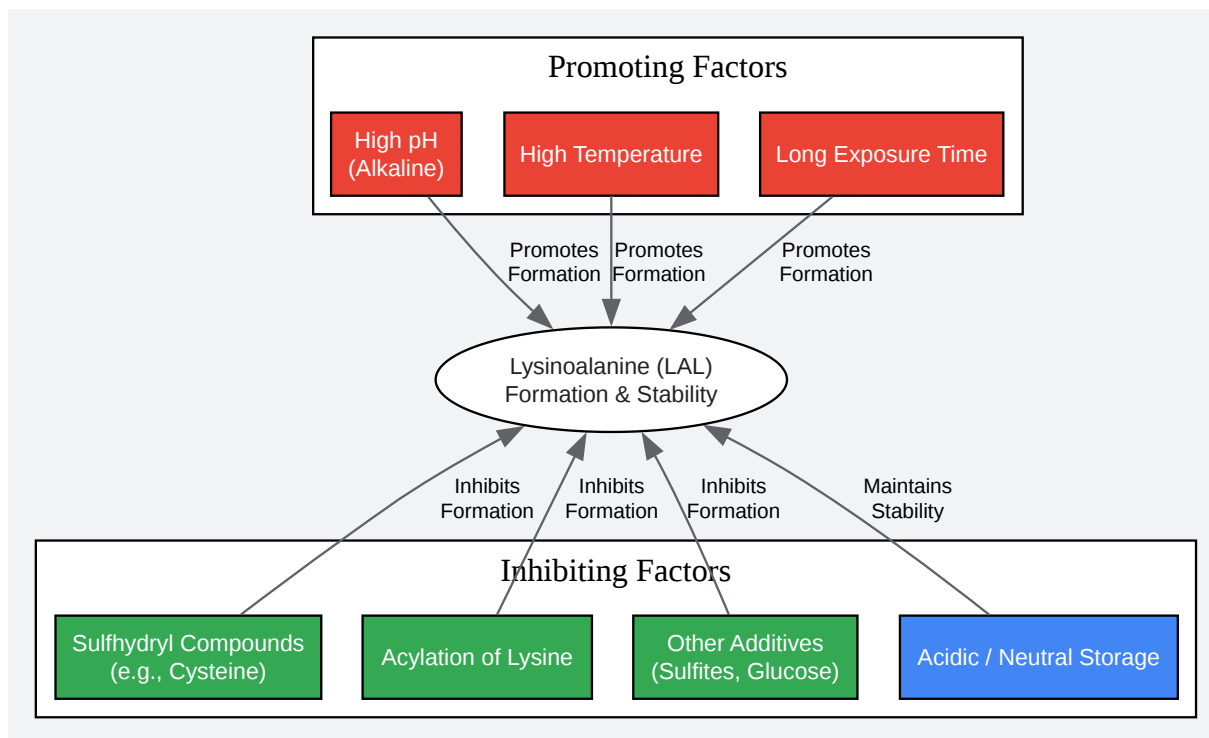 Promoting Factors
High pH
(Alkaline)
High Temperature
Long Exposure Time
Promotes
Formation
Promotes
Formation
Promotes
Formation
Lysinoalanine (LAL)
Formation & Stability
Inhibits
Formation
Inhibits
Formation
Inhibits
Formation
Maintains
Stability
Inhibiting Factors
Sulfhydryl Compounds
(e.g., Cysteine)
Acylation of Lysine
Other Additives
(Sulfites, Glucose)
Acidic / Neutral Storage